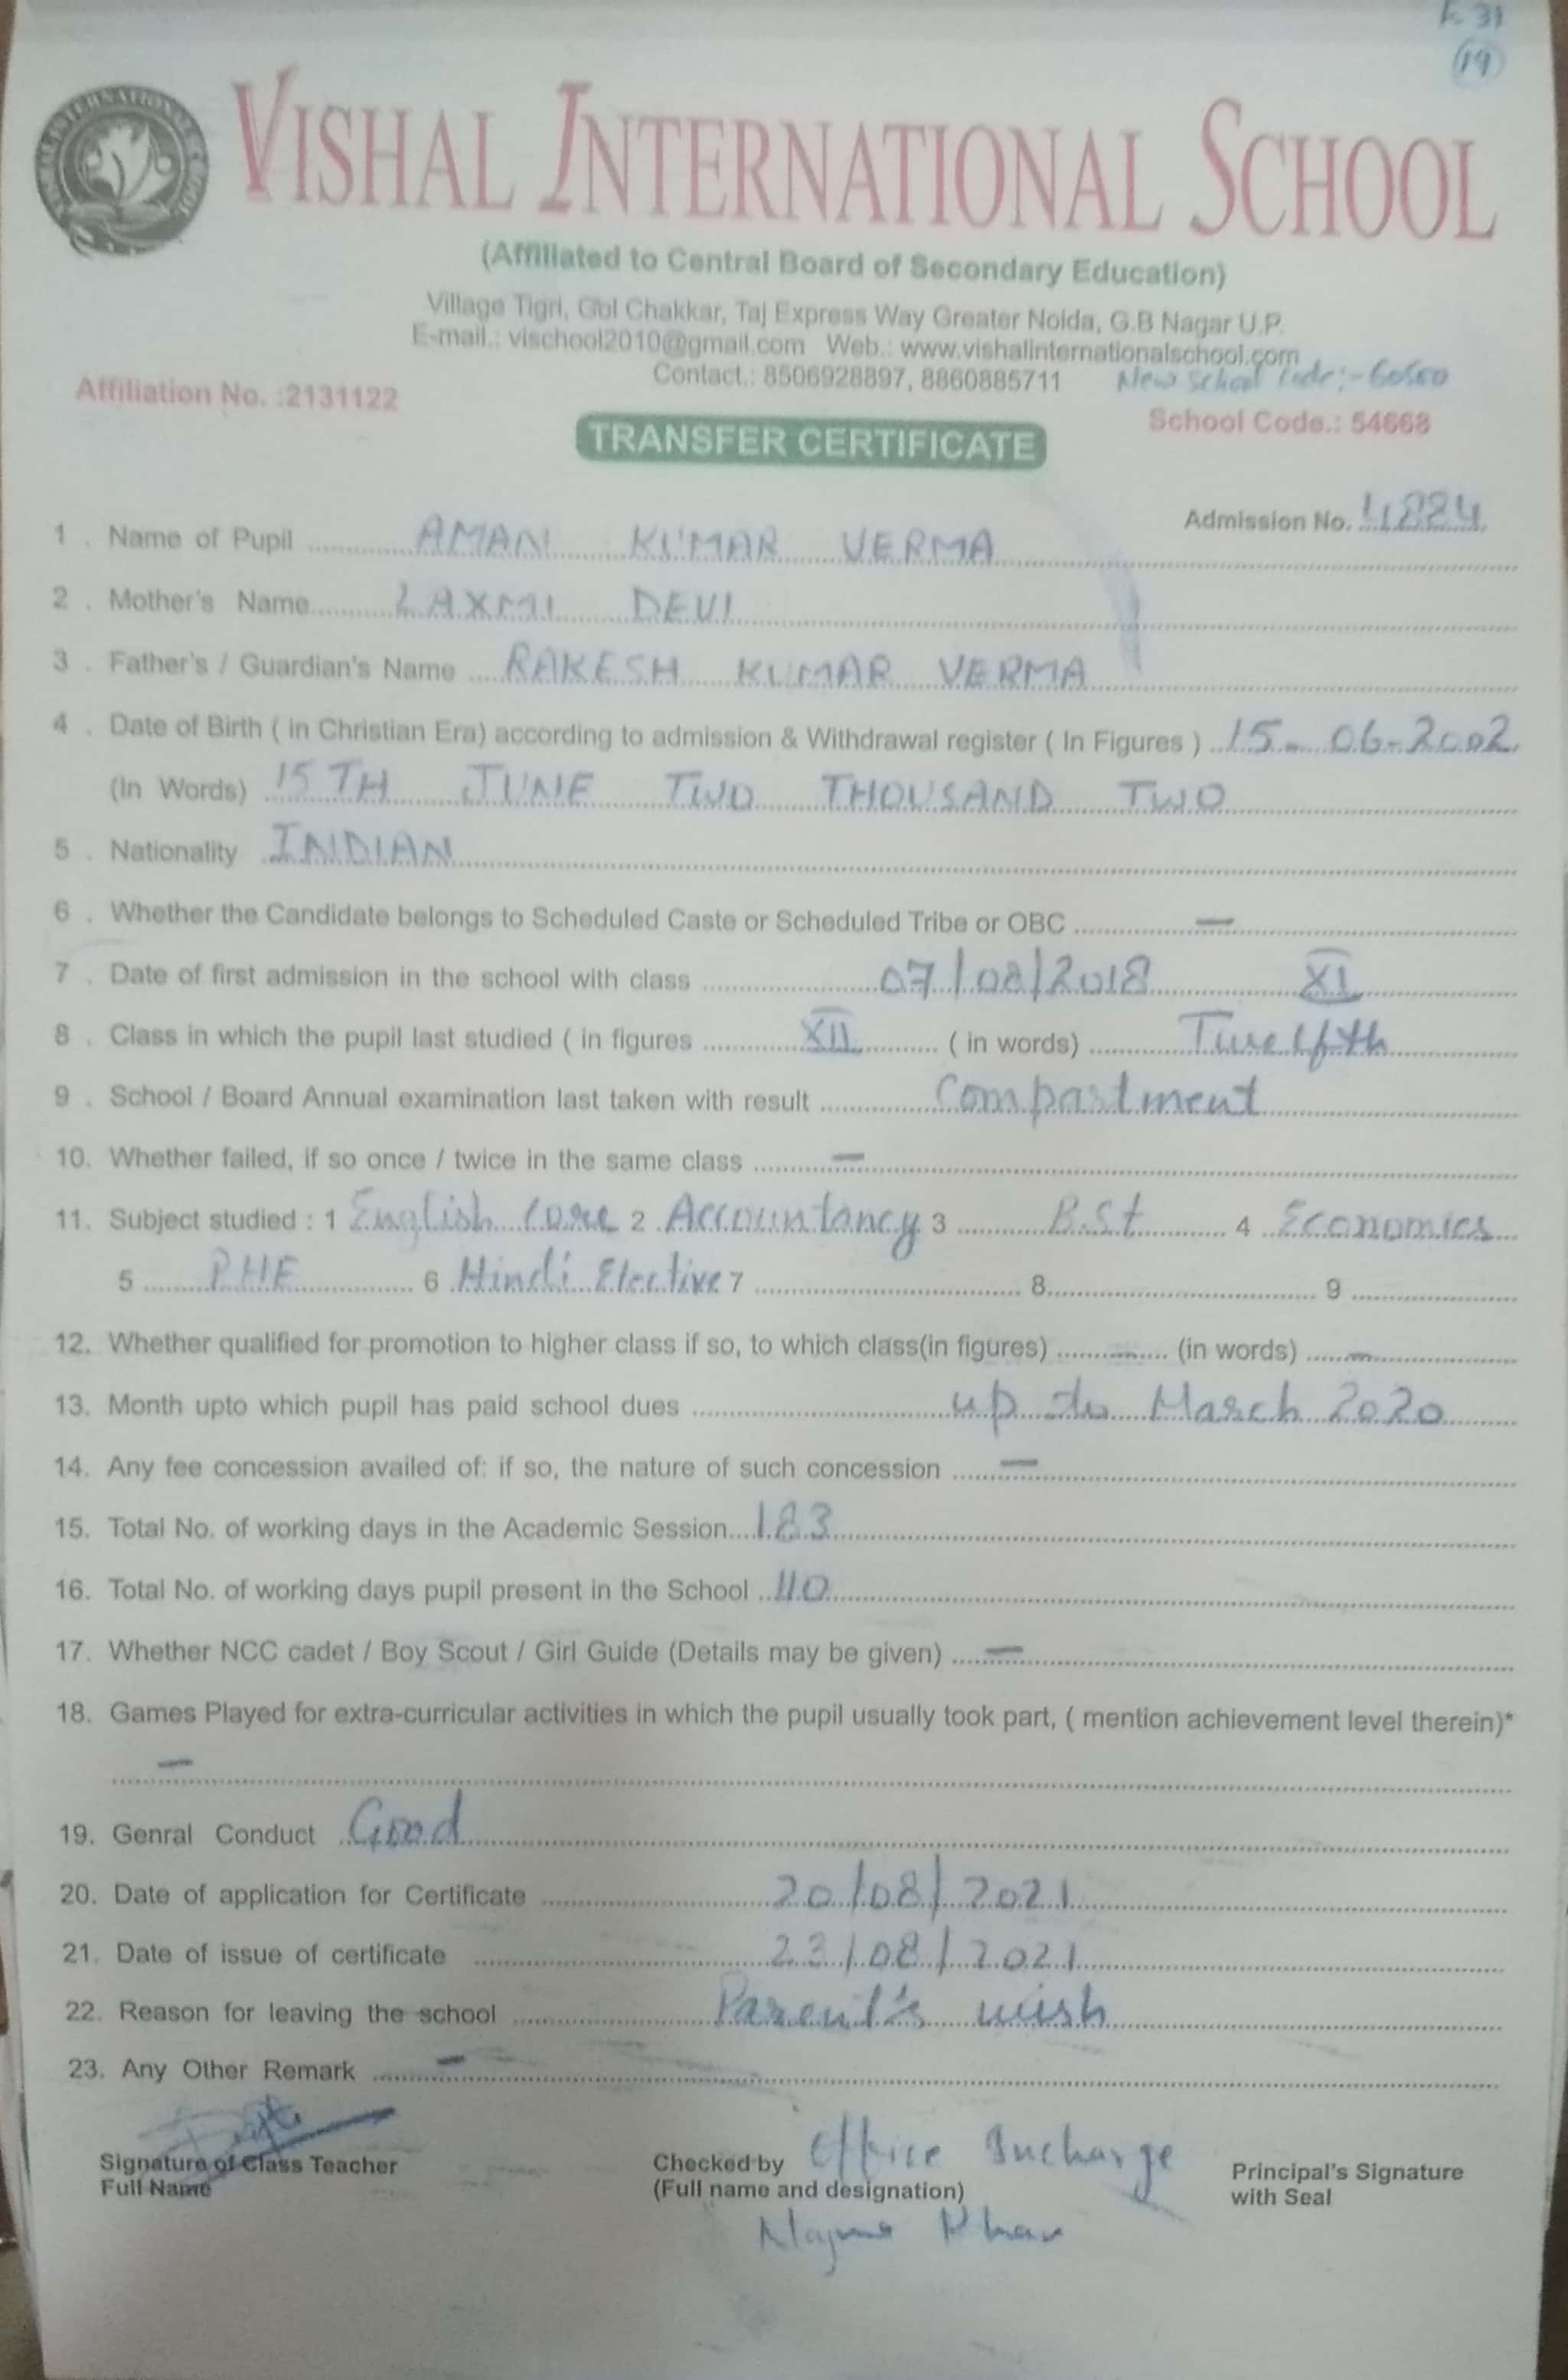 (19)
VISHAL INTERNATIONAL SCHOOL
(Affiliated to Central Board of Secondary Education)
Village Tigri, Gol Chakkar, Taj Express Way Greater Noida, G.B Nagar U.P.
E-mail.: vischool2010@gmail.com Web.: www.vishalinternationalschool.com
Contact.: 8506928897, 8860885711 New School Code:-
Affiliation No. :2131122
School Code.: 54668
TRANSFER CERTIFICATE
Admission No. 4884
1 . Name of Pupil AMAN KUMAR VERMA
2 . Mother's Name LAXMI DEVI
3 . Father's / Guardian's Name RAKESH KUMAR VERMA
4 . Date of Birth ( in Christian Era) according to admission & Withdrawal register ( In Figures ) 15-06-2002
(In Words) 15TH JUNE TWO THOUSAND TWO
5 . Nationality INDIAN
6 . Whether the Candidate belongs to Scheduled Caste or Scheduled Tribe or OBC —
7 . Date of first admission in the school with class 07/08/2018 XI
8 . Class in which the pupil last studied ( in figures XII ( in words) Twelfth
9 . School / Board Annual examination last taken with result Compartment
10. Whether failed, if so once / twice in the same class —
11. Subject studied : 1 English Core 2 Accountancy 3 B.St 4 Economics
5 PHE 6 Hindi Elective 7 8 9
12. Whether qualified for promotion to higher class if so, to which class(in figures) — (in words) —
13. Month upto which pupil has paid school dues up to March 2020
14. Any fee concession availed of: if so, the nature of such concession —
15. Total No. of working days in the Academic Session 183
16. Total No. of working days pupil present in the School 110
17. Whether NCC cadet / Boy Scout / Girl Guide (Details may be given) —
18. Games Played for extra-curricular activities in which the pupil usually took part, ( mention achievement level therein)*
—
19. Genral Conduct Good
20. Date of application for Certificate 20/08/2021
21. Date of issue of certificate 23/08/2021
22. Reason for leaving the school Parent's wish
23. Any Other Remark —
Signature of Class Teacher
Full Name
Checked by Office Incharge
(Full name and designation)
Khan
Principal's Signature
with Seal